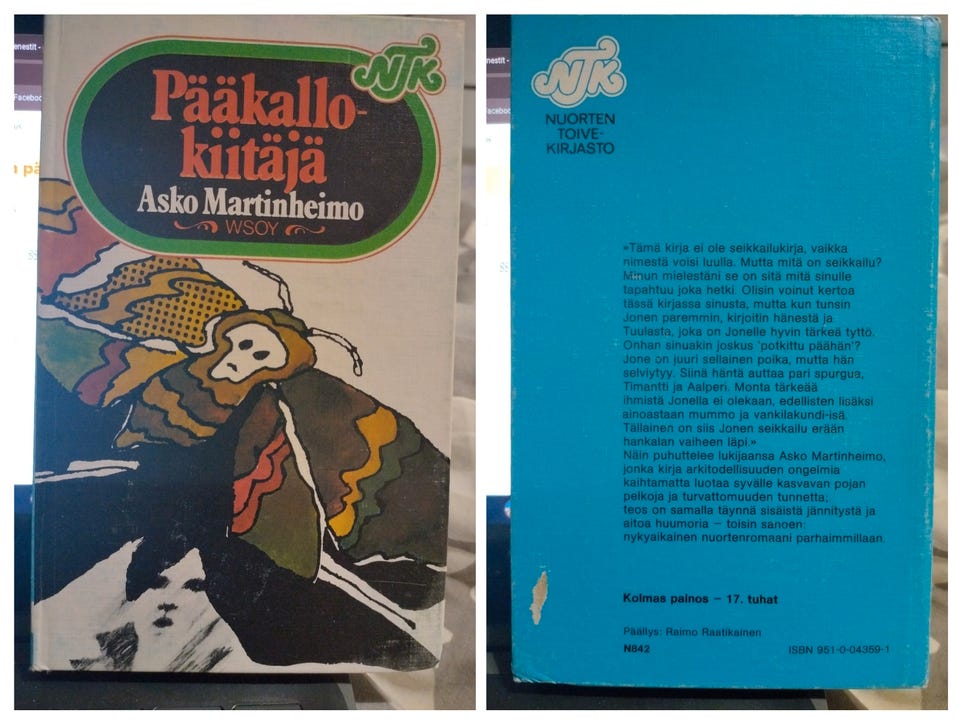 enestit -
Facebo
Pääkallo-
kiitäjä
Asko Martinheimo
WSOY
NTK
NTK
NUORTEN
TOIVE-
KIRJASTO
»Tämä kirja ei ole seikkailukirja, vaikka
nimestä voisi luulla. Mutta mitä on seikkailu?
Minun mielestäni se on sitä mitä sinulle
tapahtuu joka hetki. Olisin voinut kertoa
tässä kirjassa sinusta, mutta kun tunsin
Jonen paremmin, kirjoitin hänestä ja
Tuulasta, joka on Jonelle hyvin tärkeä tyttö.
Onhan sinuakin joskus 'potkittu päähän'?
Jone on juuri sellainen poika, mutta hän
selviytyy. Siinä häntä auttaa pari spurgua,
Timantti ja Aalperi. Monta tärkeää
ihmistä Jonella ei olekaan, edellisten lisäksi
ainoastaan mummo ja vankilakundi-isä.
Tällainen on siis Jonen seikkailu erään
hankalan vaiheen läpi.»
Näin puhuttelee lukijaansa Asko Martinheimo,
jonka kirja arkitodellisuuden ongelmia
kaihtamatta luotaa syvälle kasvavan pojan
pelkoja ja turvattomuuden tunnetta;
teos on samalla täynnä sisäistä jännitystä ja
aitoa huumoria – toisin sanoen:
nykyaikainen nuortenromaani parhaimmillaan.
Kolmas painos – 17. tuhat
Päällys: Raimo Raatikainen
N842 ISBN 951-0-04359-1